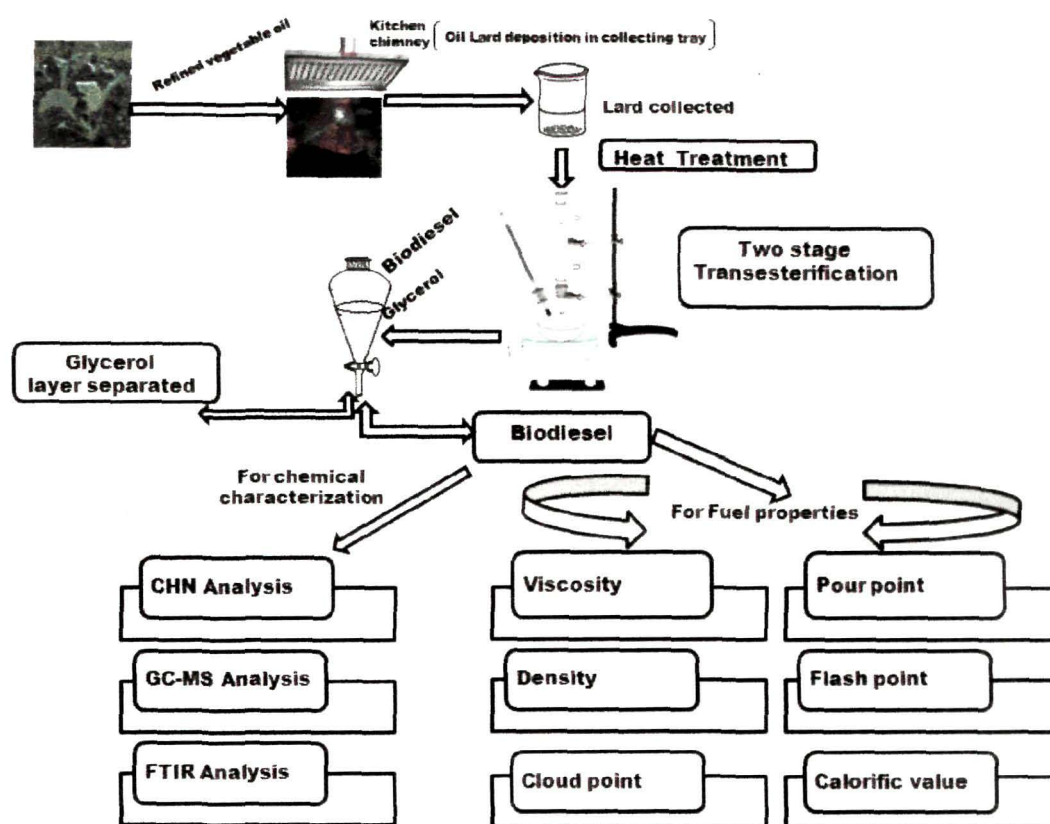 Refined vegetable oil
Kitchen
chimney
Oil Lard deposition in collecting tray
Lard collected
Heat Treatment
Two stage
Transesterification
Biodiesel
Glycerol
Glycerol
layer separated
Biodiesel
For chemical
characterization
For Fuel properties
CHN Analysis
Viscosity
Pour point
GC-MS Analysis
Density
Flash point
FTIR Analysis
Cloud point
Calorific value